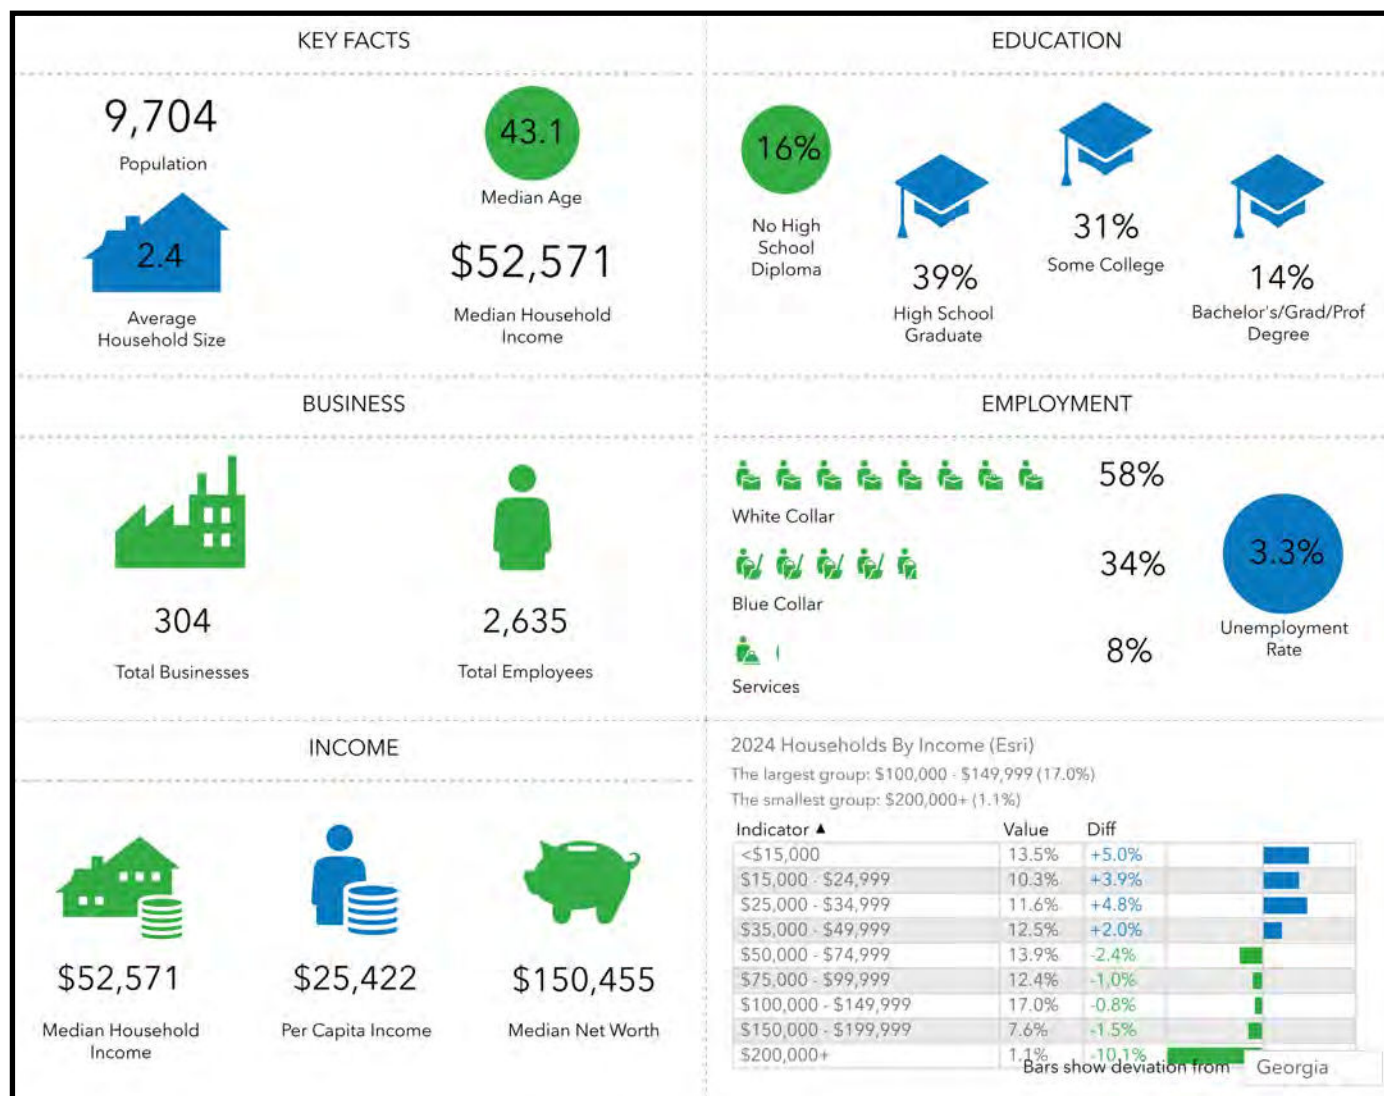 KEY FACTS
9,704
Population
43.1
Median Age
2.4
Average
Household Size
$52,571
Median Household
Income
EDUCATION
16%
No High
School
Diploma
39%
High School
Graduate
31%
Some College
14%
Bachelor's/Grad/Prof
Degree
BUSINESS
304
Total Businesses
2,635
Total Employees
EMPLOYMENT
58%
White Collar
34%
Blue Collar
8%
Services
3.3%
Unemployment
Rate
INCOME
$52,571
Median Household
Income
$25,422
Per Capita Income
$150,455
Median Net Worth
2024 Households By Income (Esri)
The largest group: $100,000 - $149,999 (17.0%)
The smallest group: $200,000+ (1.1%)
Indicator ▲ Value Diff
<$15,000 13.5% +5.0%
$15,000 - $24,999 10.3% +3.9%
$25,000 - $34,999 11.6% +4.8%
$35,000 - $49,999 12.5% +2.0%
$50,000 - $74,999 13.9% -2.4%
$75,000 - $99,999 12.4% -1.0%
$100,000 - $149,999 17.0% -0.8%
$150,000 - $199,999 7.6% -1.5%
$200,000+ 1.1% -10.1%
Bars show deviation from Georgia